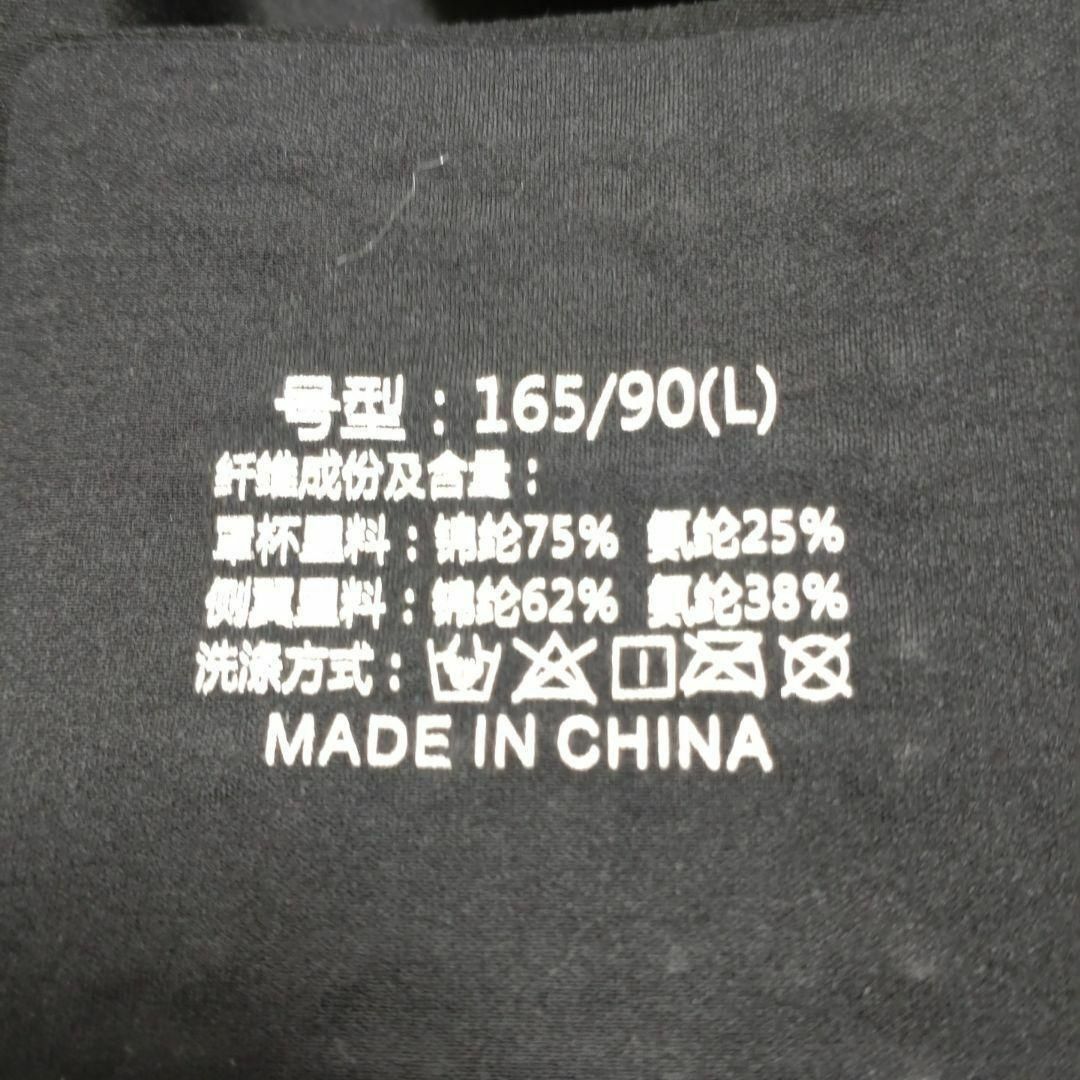 号型：165/90(L)
纤维成份及含量：
罩杯里料：锦纶75% 氨纶25%
侧翼里料：锦纶62% 氨纶38%
洗涤方式：
MADE IN CHINA